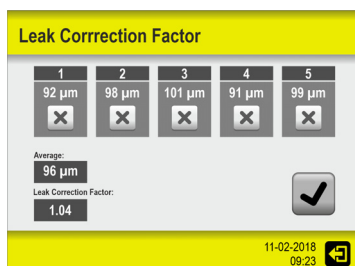 Leak Corrrection Factor
1 2 3 4 5
92 µm 98 µm 101 µm 91 µm 99 µm
Average:
96 µm
Leak Correction Factor:
1.04
11-02-2018
09:23